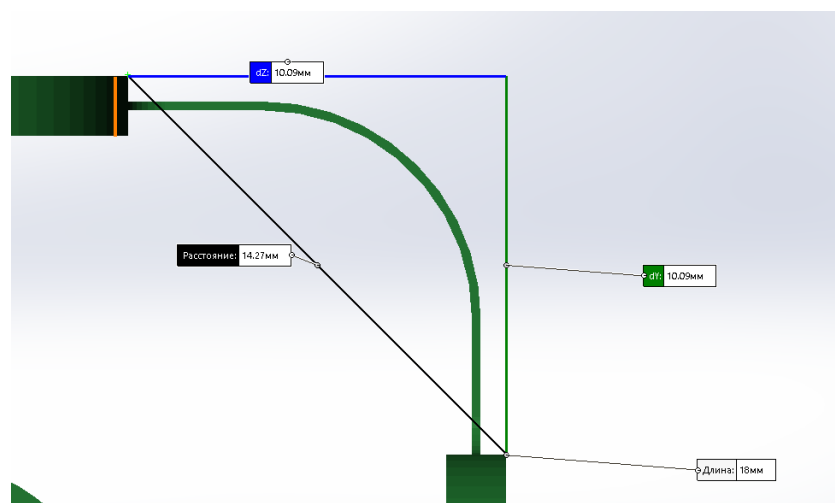 dZ: 10.09мм
Расстояние: 14.27мм
dY: 10.09мм
Длина: 18мм